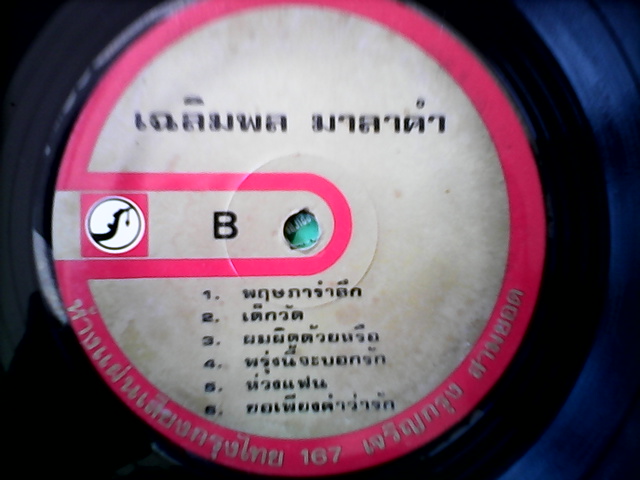 เฉลิมพล มาลาคำ
B
1. พฤษภารำลึก
2. เด็กวัด
3. ผมผิดด้วยหรือ
4. พรุ่งนี้จะบอกรัก
5. ห่วงแฟน
6. ขอเพียงคำว่ารัก
ห้างแผ่นเสียงกรุงไทย 167 เจริญกรุง สามยอด